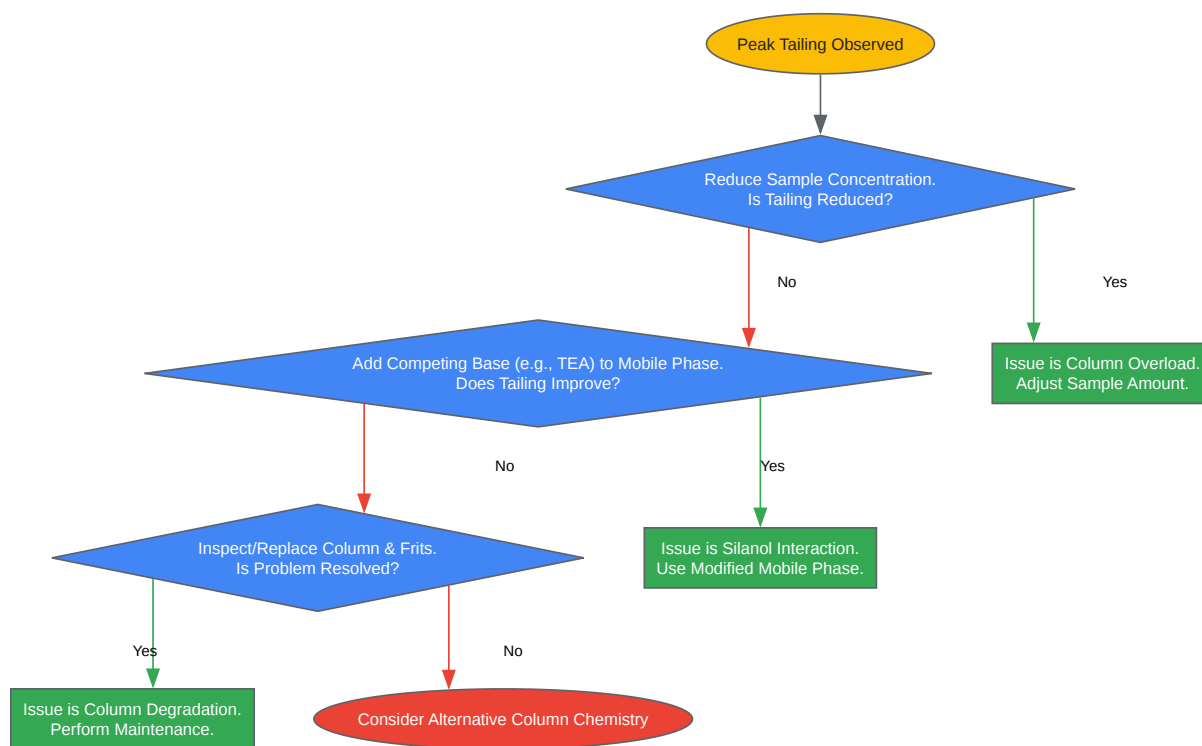 Peak Tailing Observed
Reduce Sample Concentration.
Is Tailing Reduced?
No
Yes
Add Competing Base (e.g., TEA) to Mobile Phase.
Does Tailing Improve?
Issue is Column Overload.
Adjust Sample Amount.
No
Yes
Inspect/Replace Column & Frits.
Is Problem Resolved?
Issue is Silanol Interaction.
Use Modified Mobile Phase.
Yes
No
Issue is Column Degradation.
Perform Maintenance.
Consider Alternative Column Chemistry